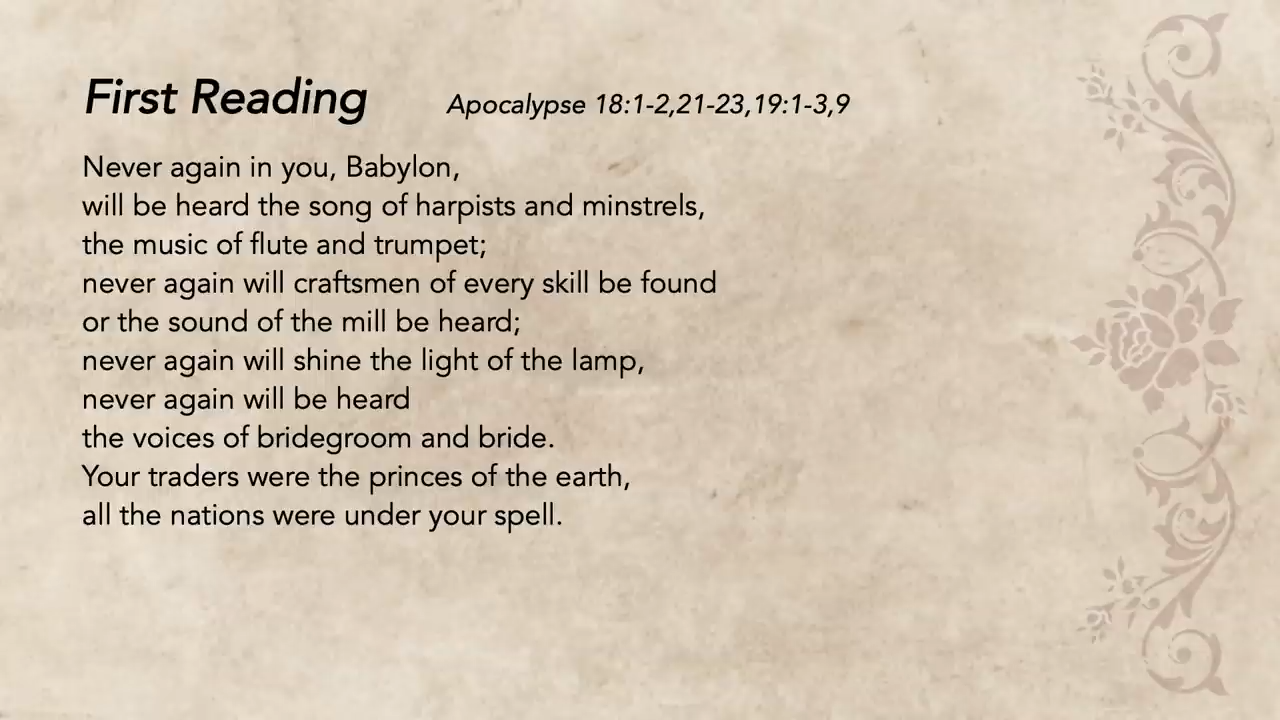 First Reading Apocalypse 18:1-2,21-23,19:1-3,9
Never again in you, Babylon,
will be heard the song of harpists and minstrels,
the music of flute and trumpet;
never again will craftsmen of every skill be found
or the sound of the mill be heard;
never again will shine the light of the lamp,
never again will be heard
the voices of bridegroom and bride.
Your traders were the princes of the earth,
all the nations were under your spell.